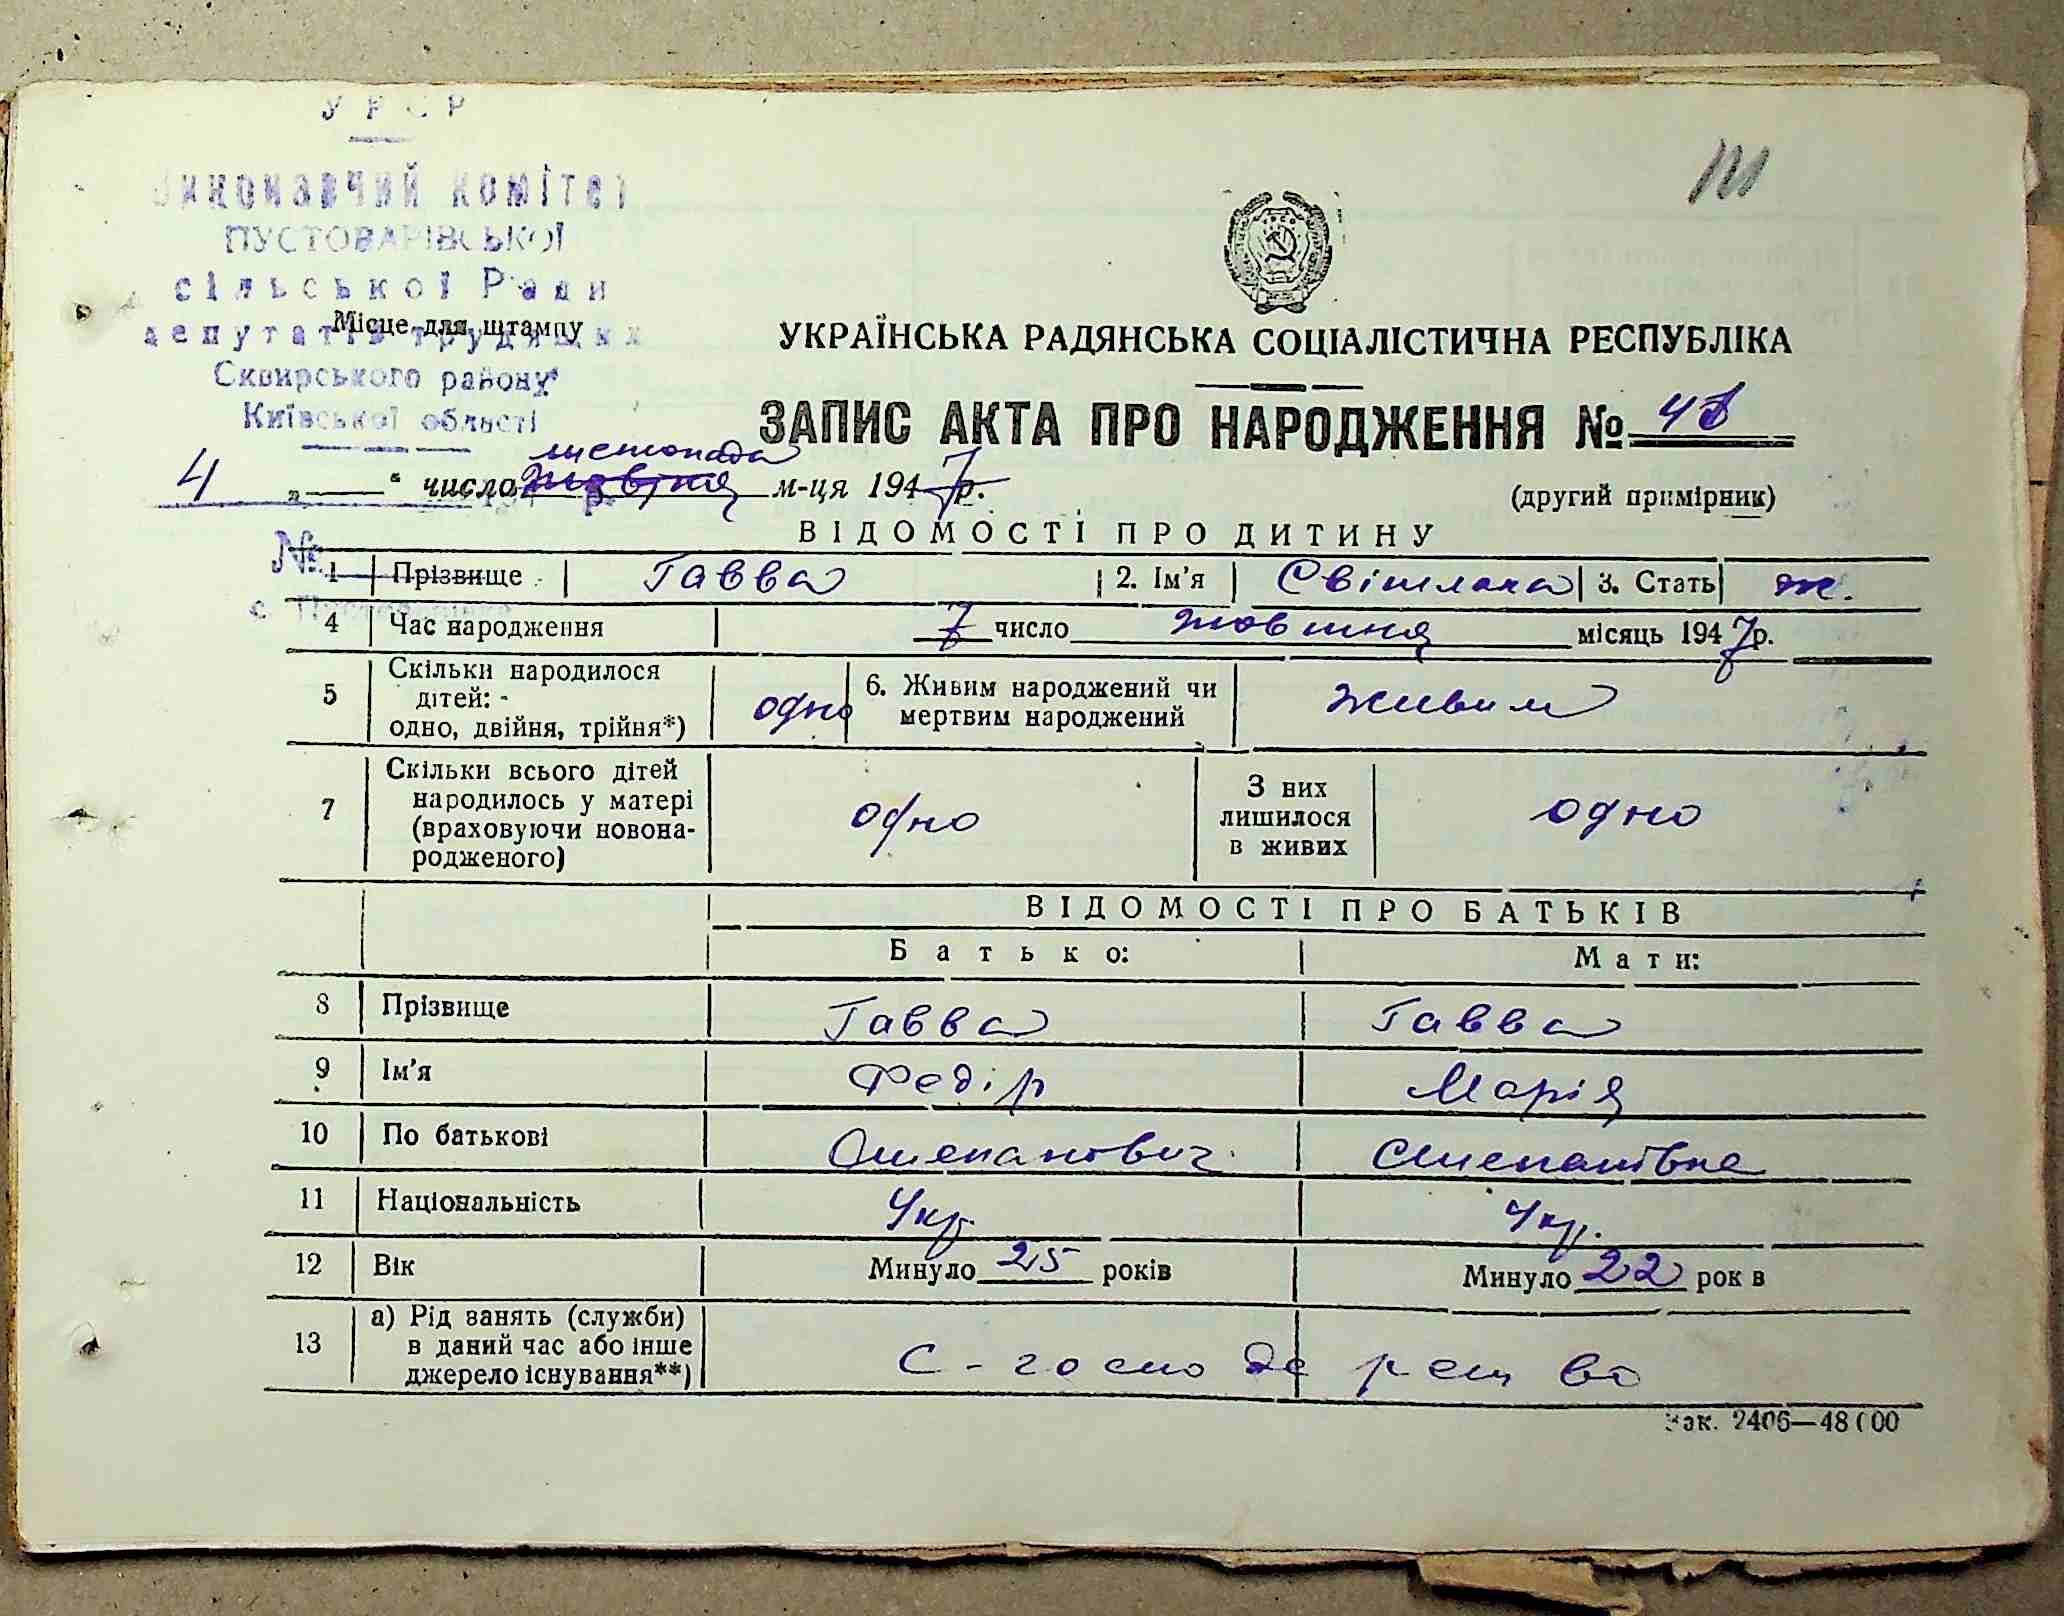 УРСР
Виконавчий комітет
ПУСТОВАРІВСЬКОЇ
сільської Ради
депутатів трудящих
Місце для штампу
Сквирського району
Київської області
111
УКРАЇНСЬКА РАДЯНСЬКА СОЦІАЛІСТИЧНА РЕСПУБЛІКА
ЗАПИС АКТА ПРО НАРОДЖЕННЯ №
листопада
4 „ “ число жовтня м-ця 1947 р.
(другий примірник)
ВІДОМОСТІ ПРО ДИТИНУ
№
1 Прізвище Гавва 2. Ім'я Світлана 3. Стать ж.
с. Пустоварівка
4 Час народження 7 число жовтня місяць 1947 р.
5 Скільки народилося дітей: - одно, двійня, трійня*) одно 6. Живим народжений чи мертвим народжений живим
7 Скільки всього дітей народилось у матері (враховуючи новонародженого) одно З них лишилося в живих одно
ВІДОМОСТІ ПРО БАТЬКІВ
Батько: Мати:
8 Прізвище Гавва Гавва
9 Ім'я Федір Марія
10 По батькові Степанович Степанівна
11 Національність Укр. Укр.
12 Вік Минуло 25 років Минуло 22 рок в
13 а) Рід занять (служби) в даний час або інше джерело існування**) С-господарство
Зак. 2406—48000